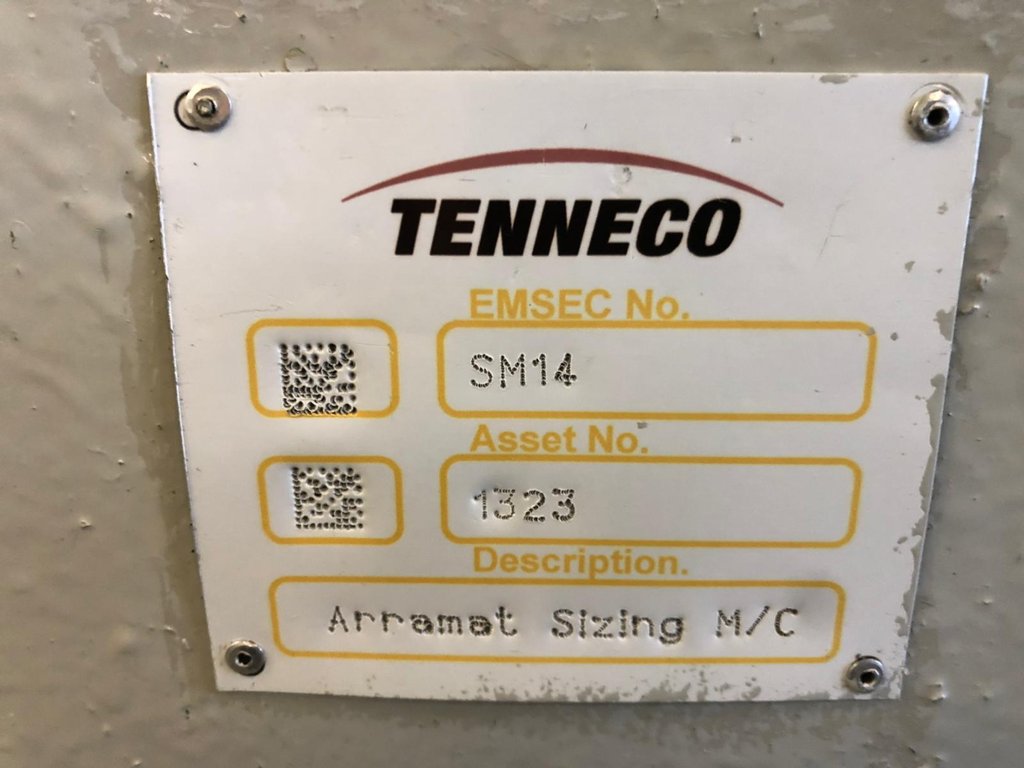 TENNECO
EMSEC No.
SM14
Asset No.
1323
Description.
Arramat Sizing M/C